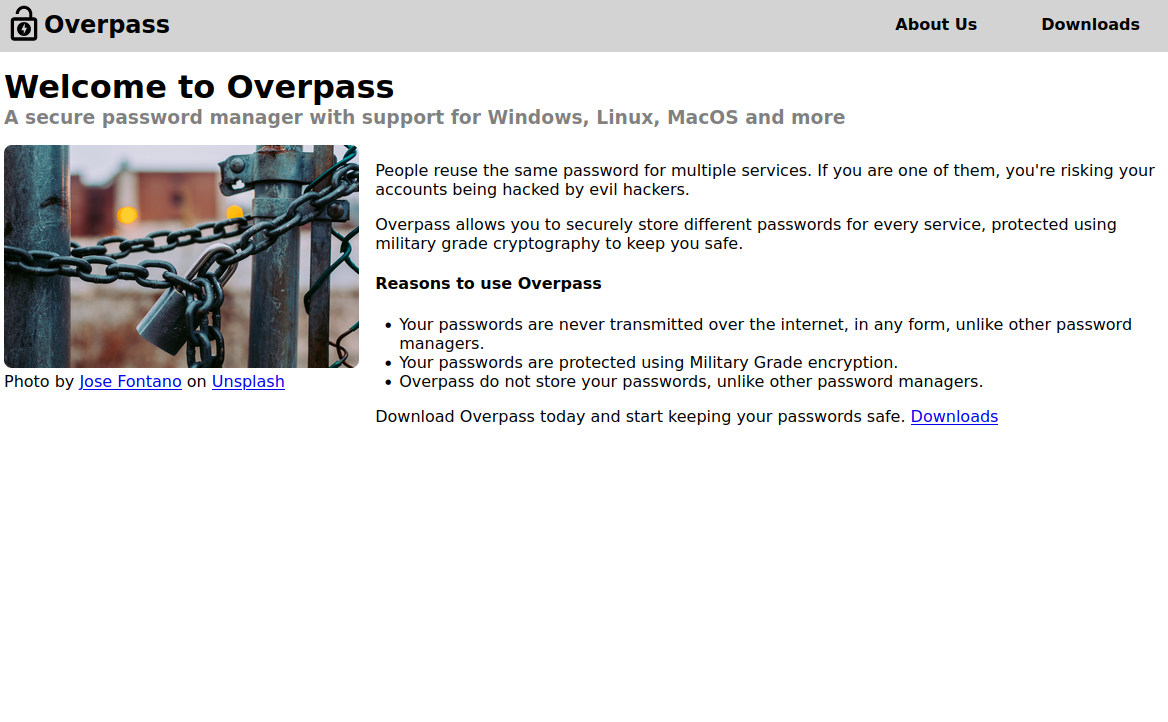 Overpass
About Us
Downloads
Welcome to Overpass
A secure password manager with support for Windows, Linux, MacOS and more
People reuse the same password for multiple services. If you are one of them, you're risking your
accounts being hacked by evil hackers.
Overpass allows you to securely store different passwords for every service, protected using
military grade cryptography to keep you safe.
Reasons to use Overpass
• Your passwords are never transmitted over the internet, in any form, unlike other password
managers.
• Your passwords are protected using Military Grade encryption.
• Overpass do not store your passwords, unlike other password managers.
Download Overpass today and start keeping your passwords safe. Downloads
Photo by Jose Fontano on Unsplash